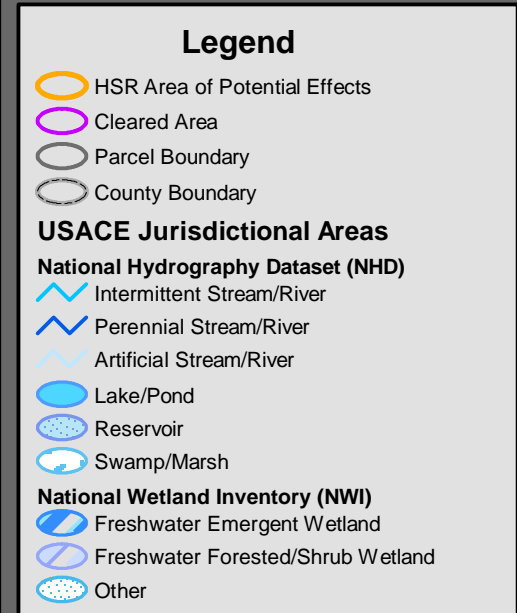 Legend
HSR Area of Potential Effects
Cleared Area
Parcel Boundary
County Boundary
USACE Jurisdictional Areas
National Hydrography Dataset (NHD)
Intermittent Stream/River
Perennial Stream/River
Artificial Stream/River
Lake/Pond
Reservoir
Swamp/Marsh
National Wetland Inventory (NWI)
Freshwater Emergent Wetland
Freshwater Forested/Shrub Wetland
Other